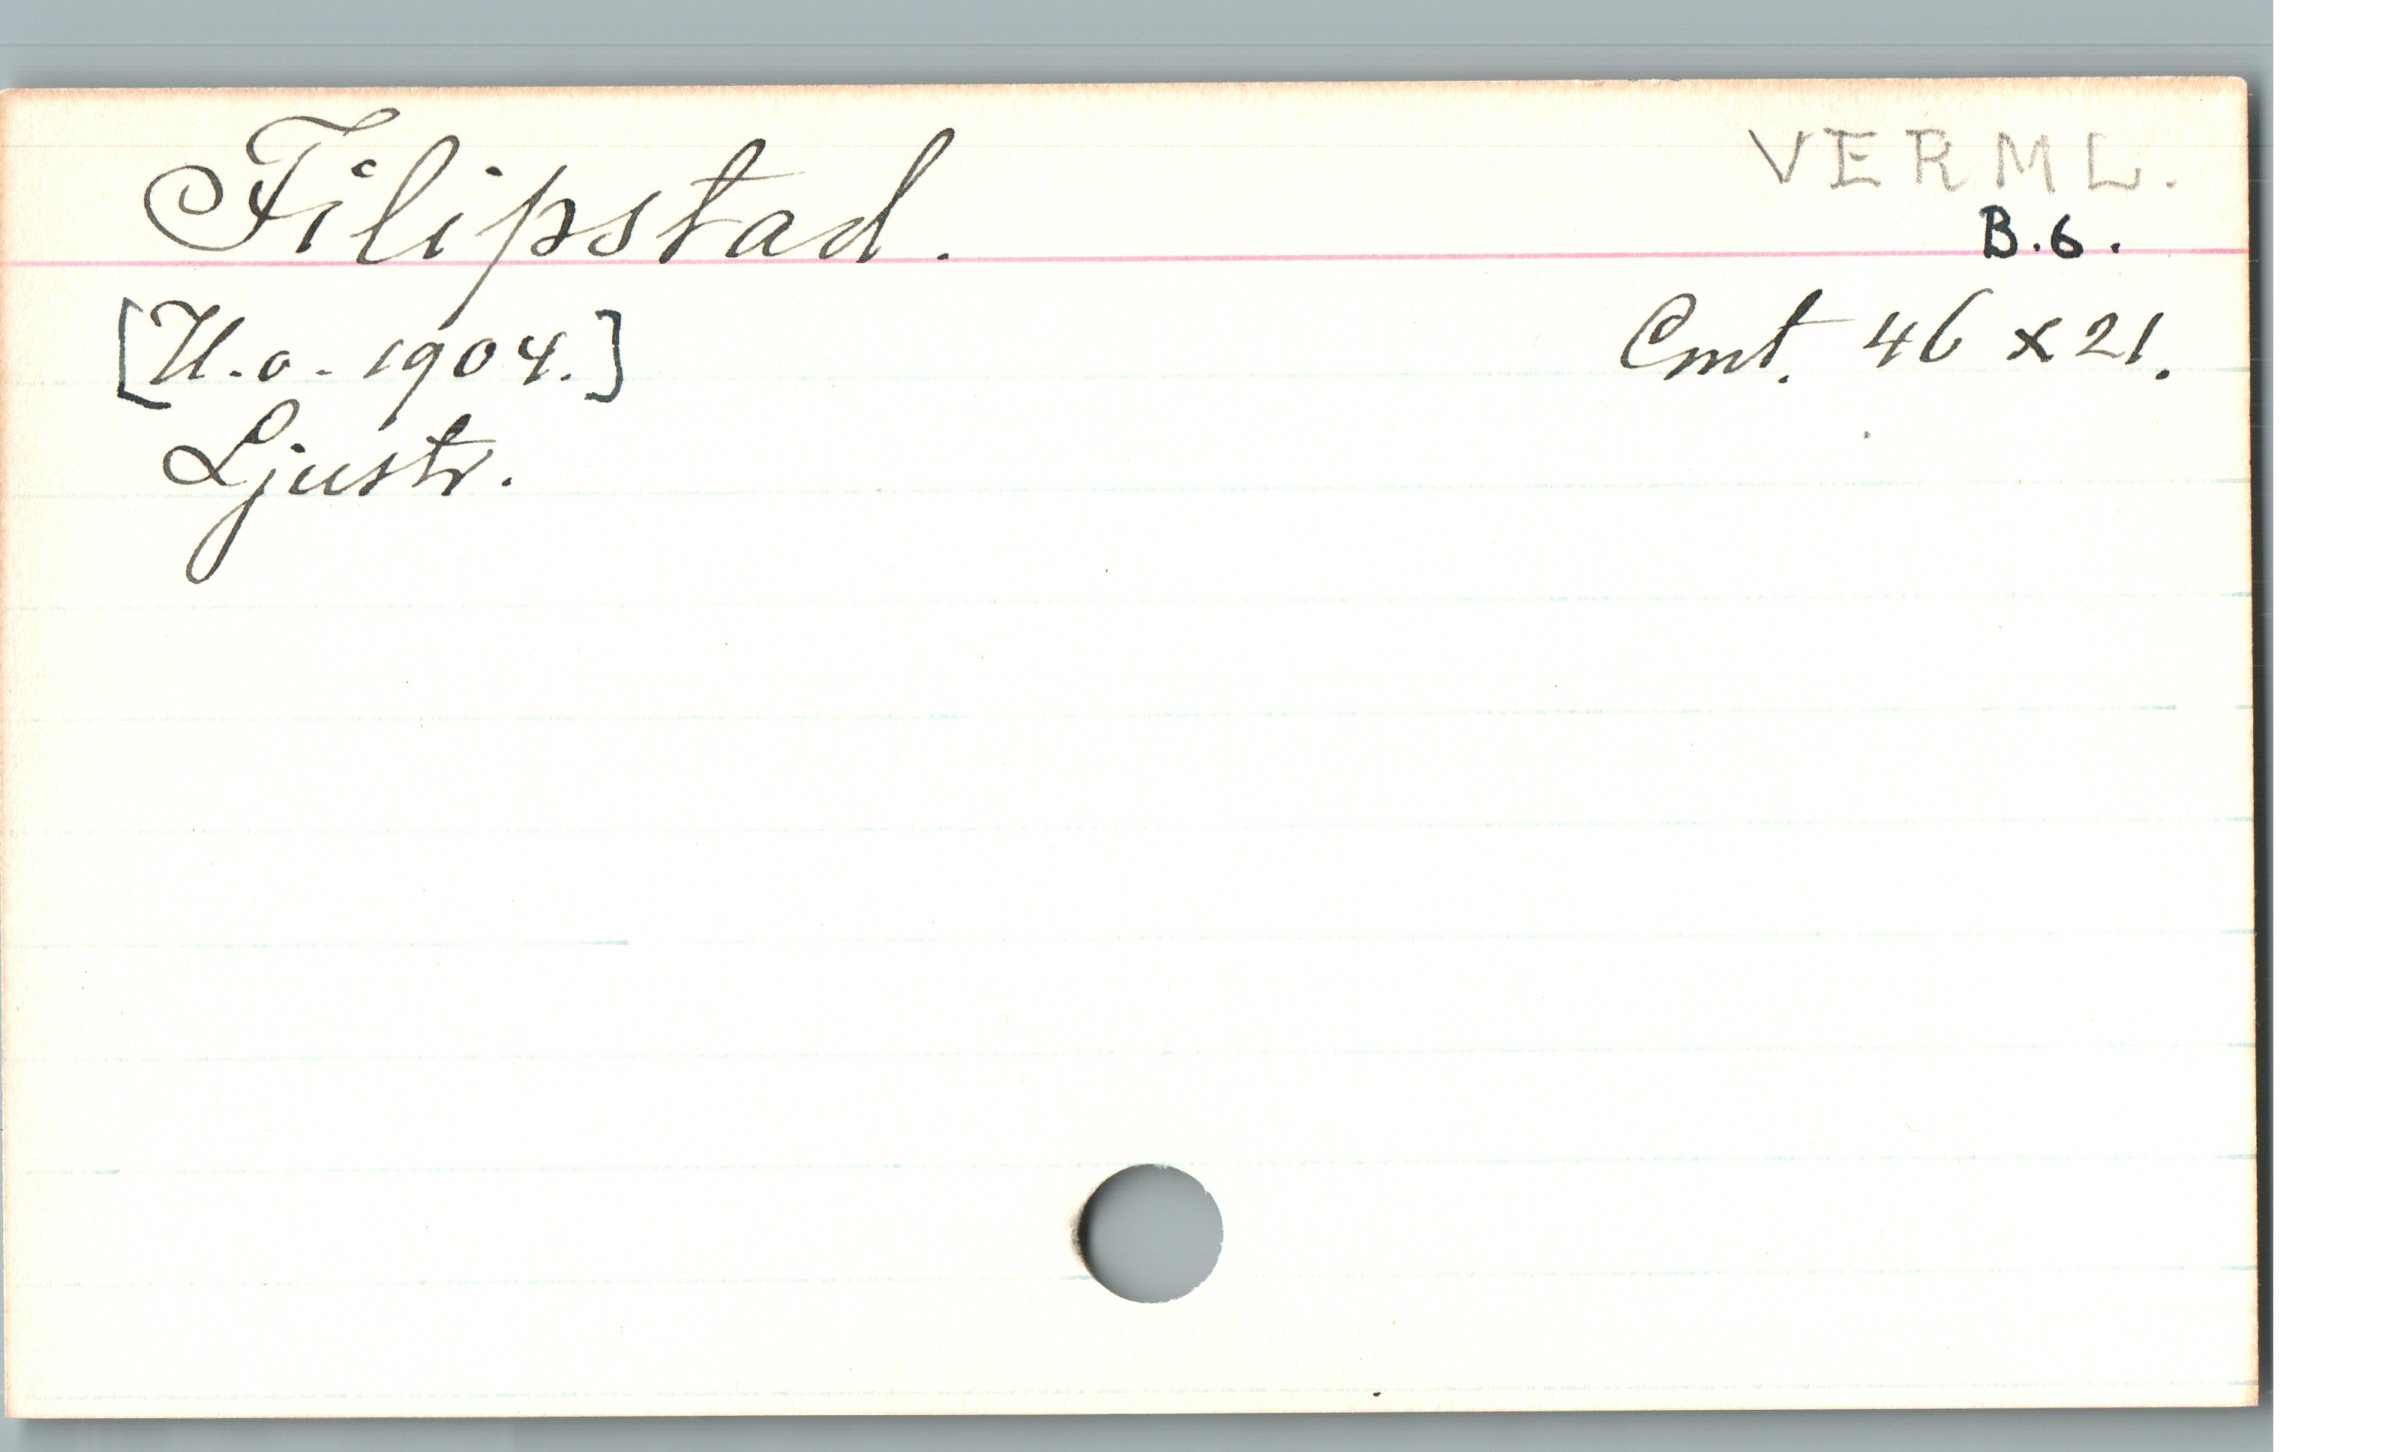 Filipstad.
VERML.
B.6.
[U.o. 1904.]
Cmt. 46 x 21.
Ljustr.